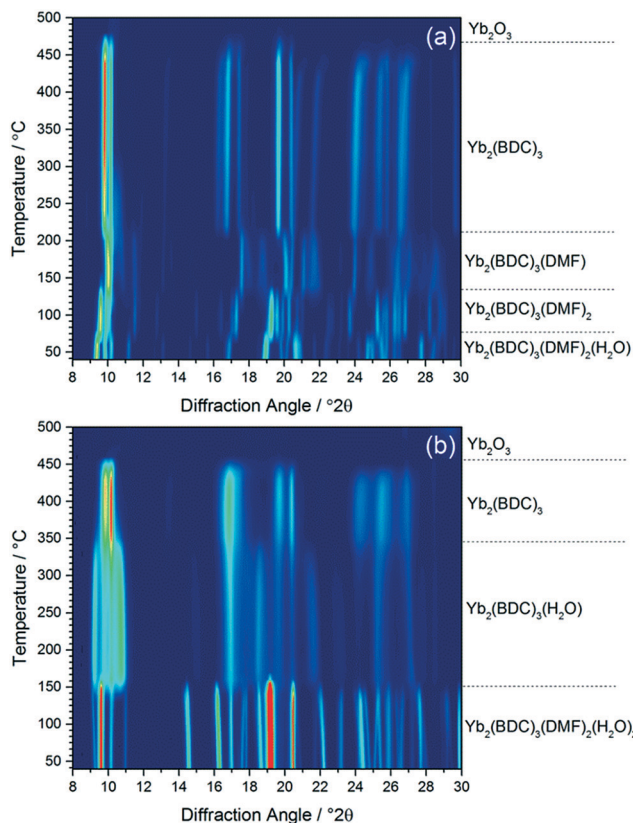 (a)
500
450
400
350
300
250
200
150
100
50
Temperature / °C
8 10 12 14 16 18 20 22 24 26 28 30
Diffraction Angle / °2θ
Yb₂O₃
Yb₂(BDC)₃
Yb₂(BDC)₃(DMF)
Yb₂(BDC)₃(DMF)₂
Yb₂(BDC)₃(DMF)₂(H₂O)
(b)
500
450
400
350
300
250
200
150
100
50
Temperature / °C
8 10 12 14 16 18 20 22 24 26 28 30
Diffraction Angle / °2θ
Yb₂O₃
Yb₂(BDC)₃
Yb₂(BDC)₃(H₂O)
Yb₂(BDC)₃(DMF)₂(H₂O)₂